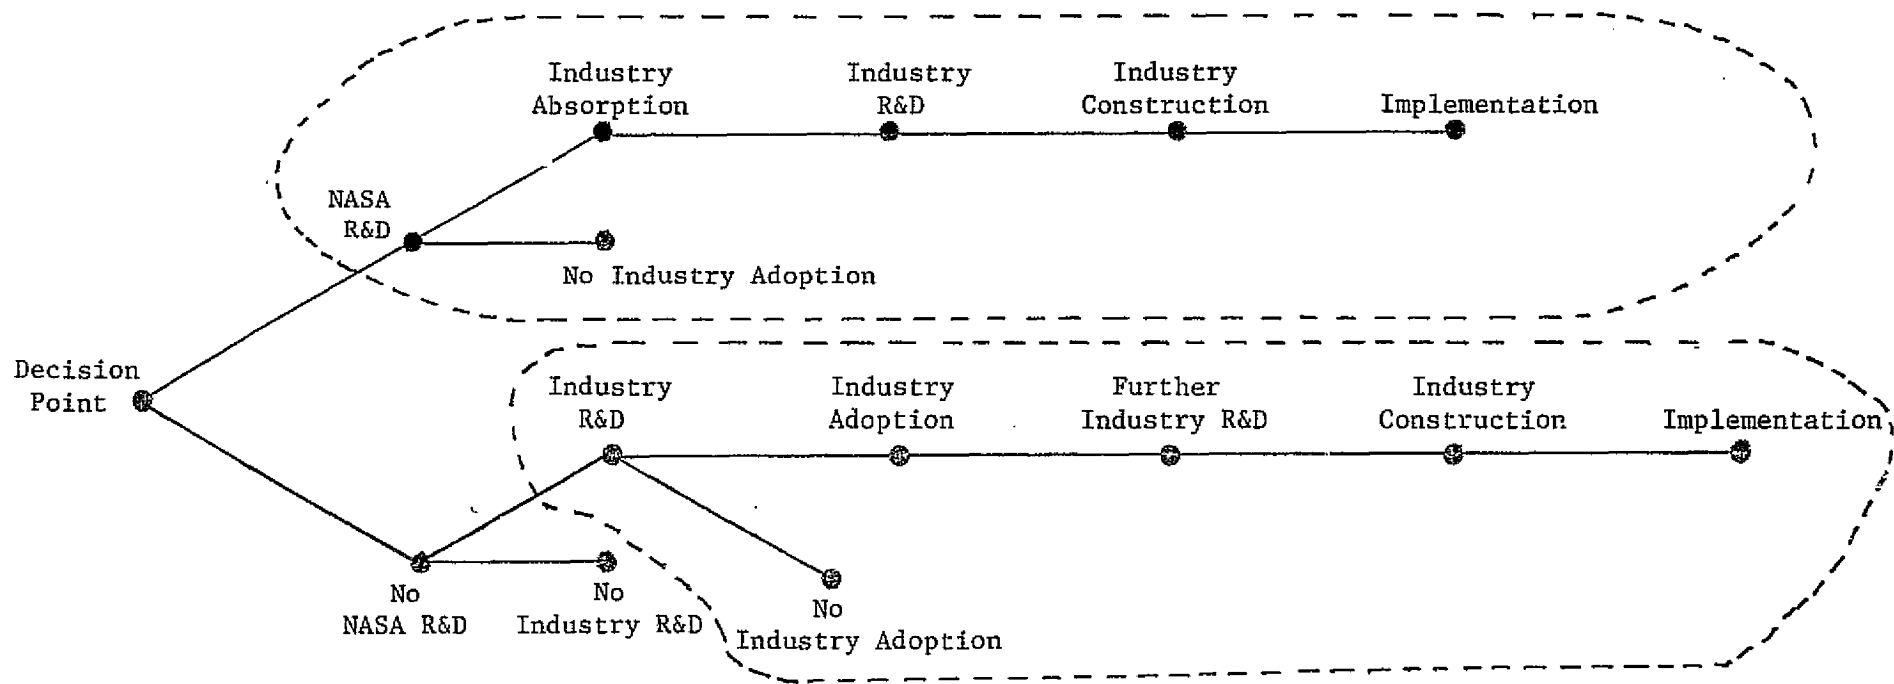 Industry
Absorption
Industry
R&D
Industry
Construction
Implementation
NASA
R&D
No Industry Adoption
Decision
Point
Industry
R&D
Industry
Adoption
Further
Industry R&D
Industry
Construction
Implementation
No
NASA R&D
No
Industry R&D
No
Industry Adoption